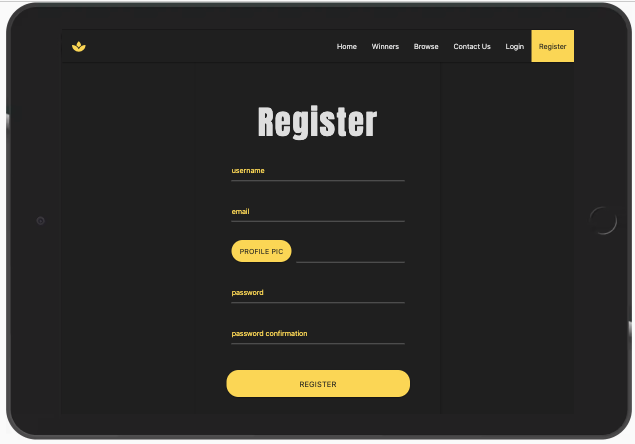 Home Winners Browse Contact Us Login Register
Register
username
email
PROFILE PIC
password
password confirmation
REGISTER